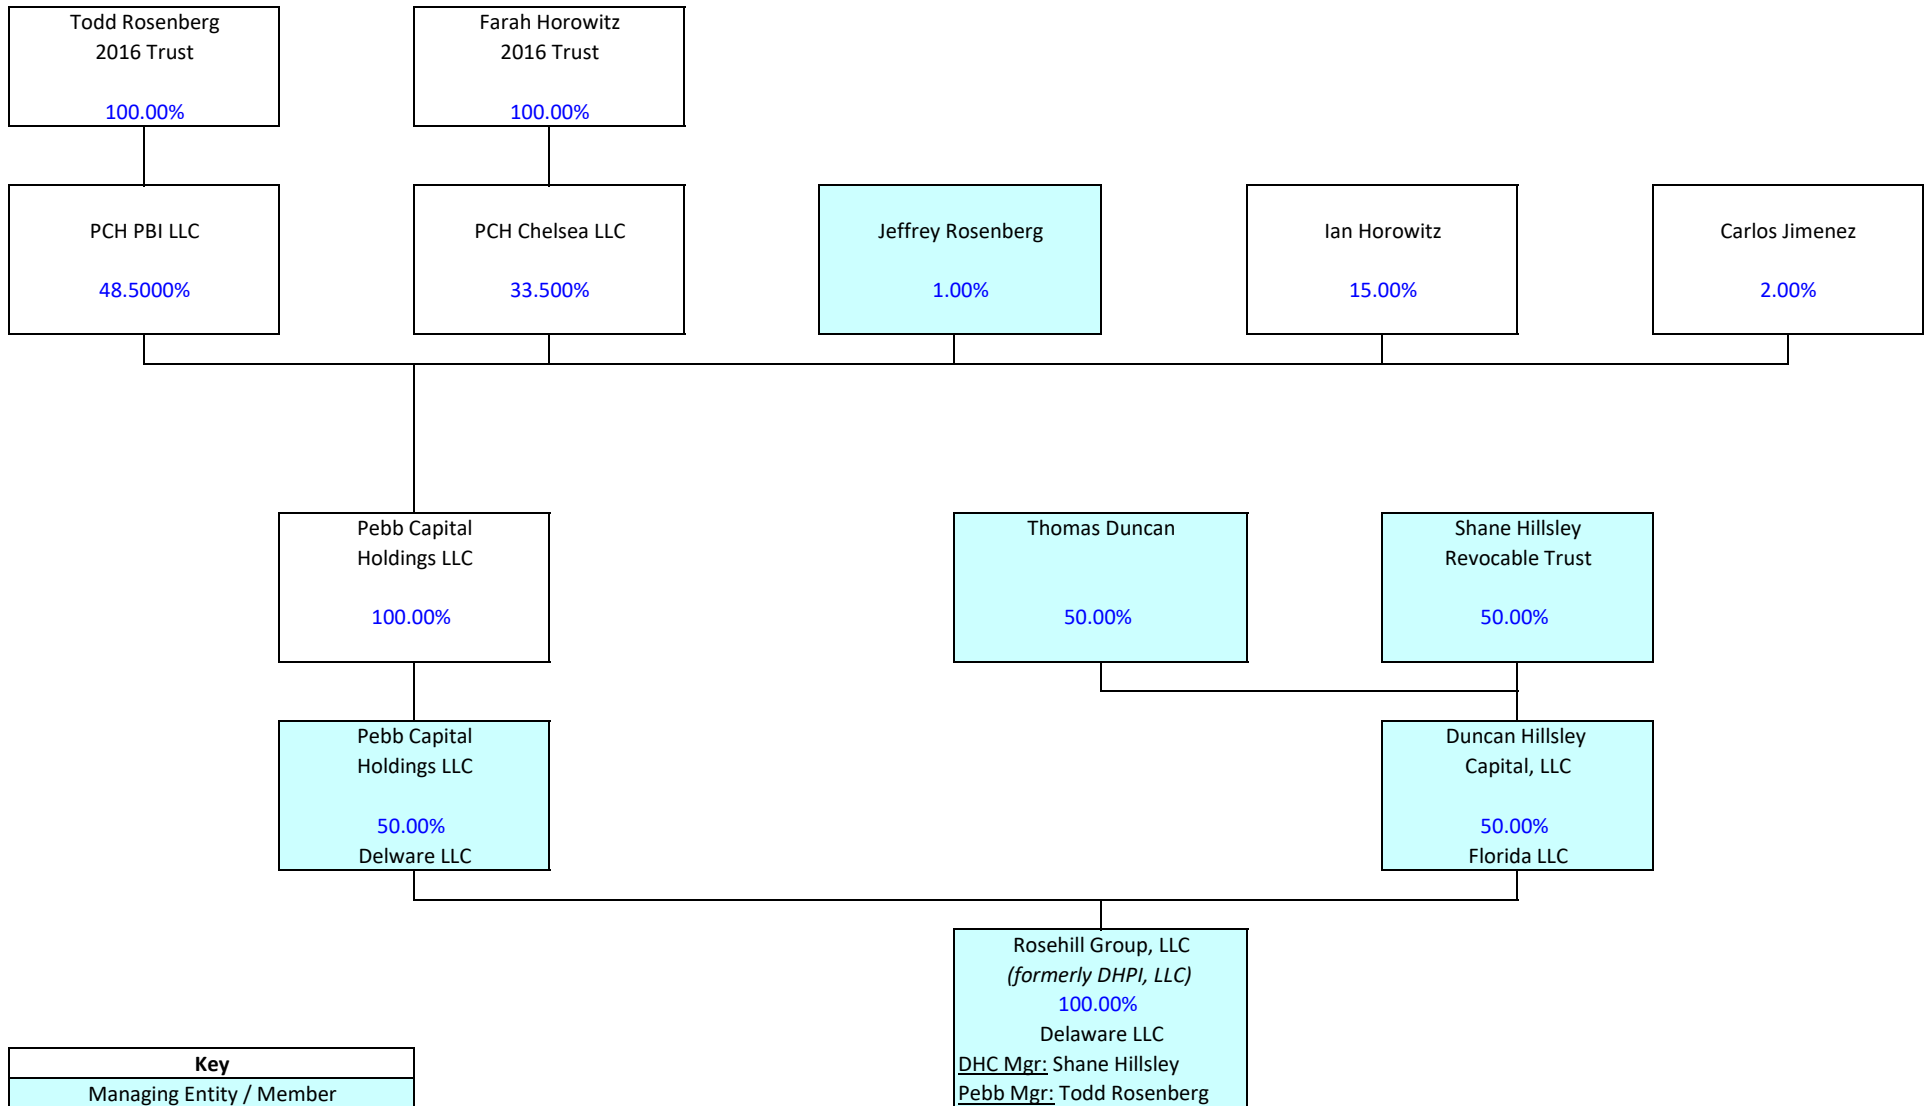 Todd Rosenberg
2016 Trust
100.00%
Farah Horowitz
2016 Trust
100.00%
PCH PBI LLC
48.5000%
PCH Chelsea LLC
33.500%
Jeffrey Rosenberg
1.00%
Ian Horowitz
15.00%
Carlos Jimenez
2.00%
Pebb Capital
Holdings LLC
100.00%
Thomas Duncan
50.00%
Shane Hillsley
Revocable Trust
50.00%
Pebb Capital
Holdings LLC
50.00%
Delware LLC
Duncan Hillsley
Capital, LLC
50.00%
Florida LLC
Rosehill Group, LLC
(formerly DHPI, LLC)
100.00%
Delaware LLC
DHC Mgr: Shane Hillsley
Pebb Mgr: Todd Rosenberg
Key
Managing Entity / Member